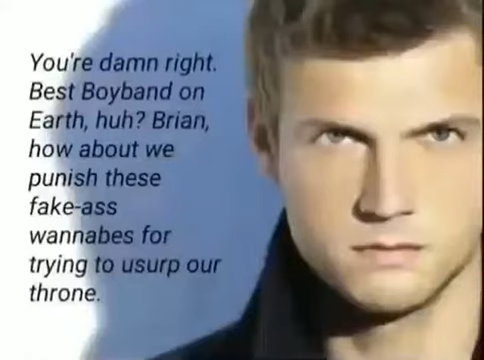 You're damn right.
Best Boyband on
Earth, huh? Brian,
how about we
punish these
fake-ass
wannabes for
trying to usurp our
throne.